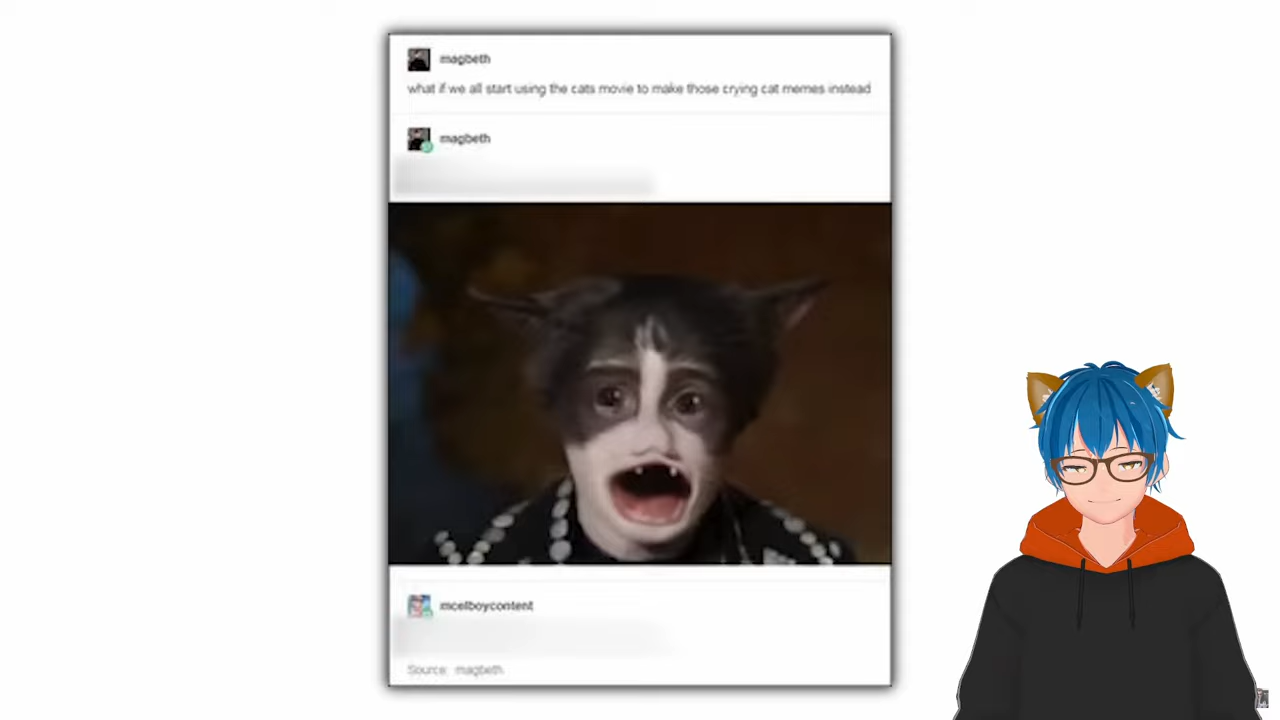 magbeth
what if we all start using the cats movie to make those crying cat memes instead
magbeth
mcelboycontent
Source: magbeth